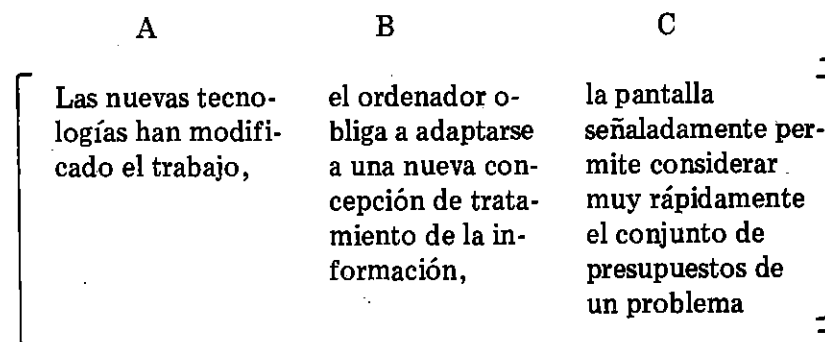 A B C
Las nuevas tecno-
logías han modifi-
cado el trabajo,
el ordenador o-
bliga a adaptarse
a una nueva con-
cepción de trata-
miento de la in-
formación,
la pantalla
señaladamente per-
mite considerar
muy rápidamente
el conjunto de
presupuestos de
un problema